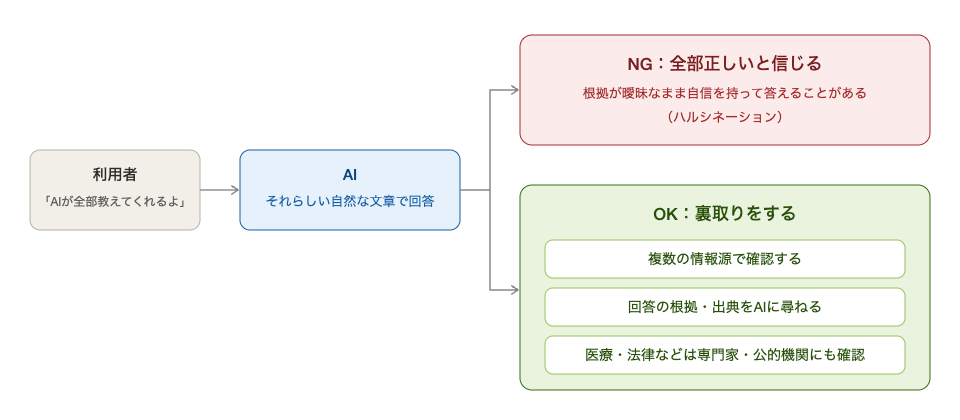 利用者
「AIが全部教えてくれるよ」
AI
それらしい自然な文章で回答
NG：全部正しいと信じる
根拠が曖昧なまま自信を持って答えることがある
（ハルシネーション）
OK：裏取りをする
複数の情報源で確認する
回答の根拠・出典をAIに尋ねる
医療・法律などは専門家・公的機関にも確認